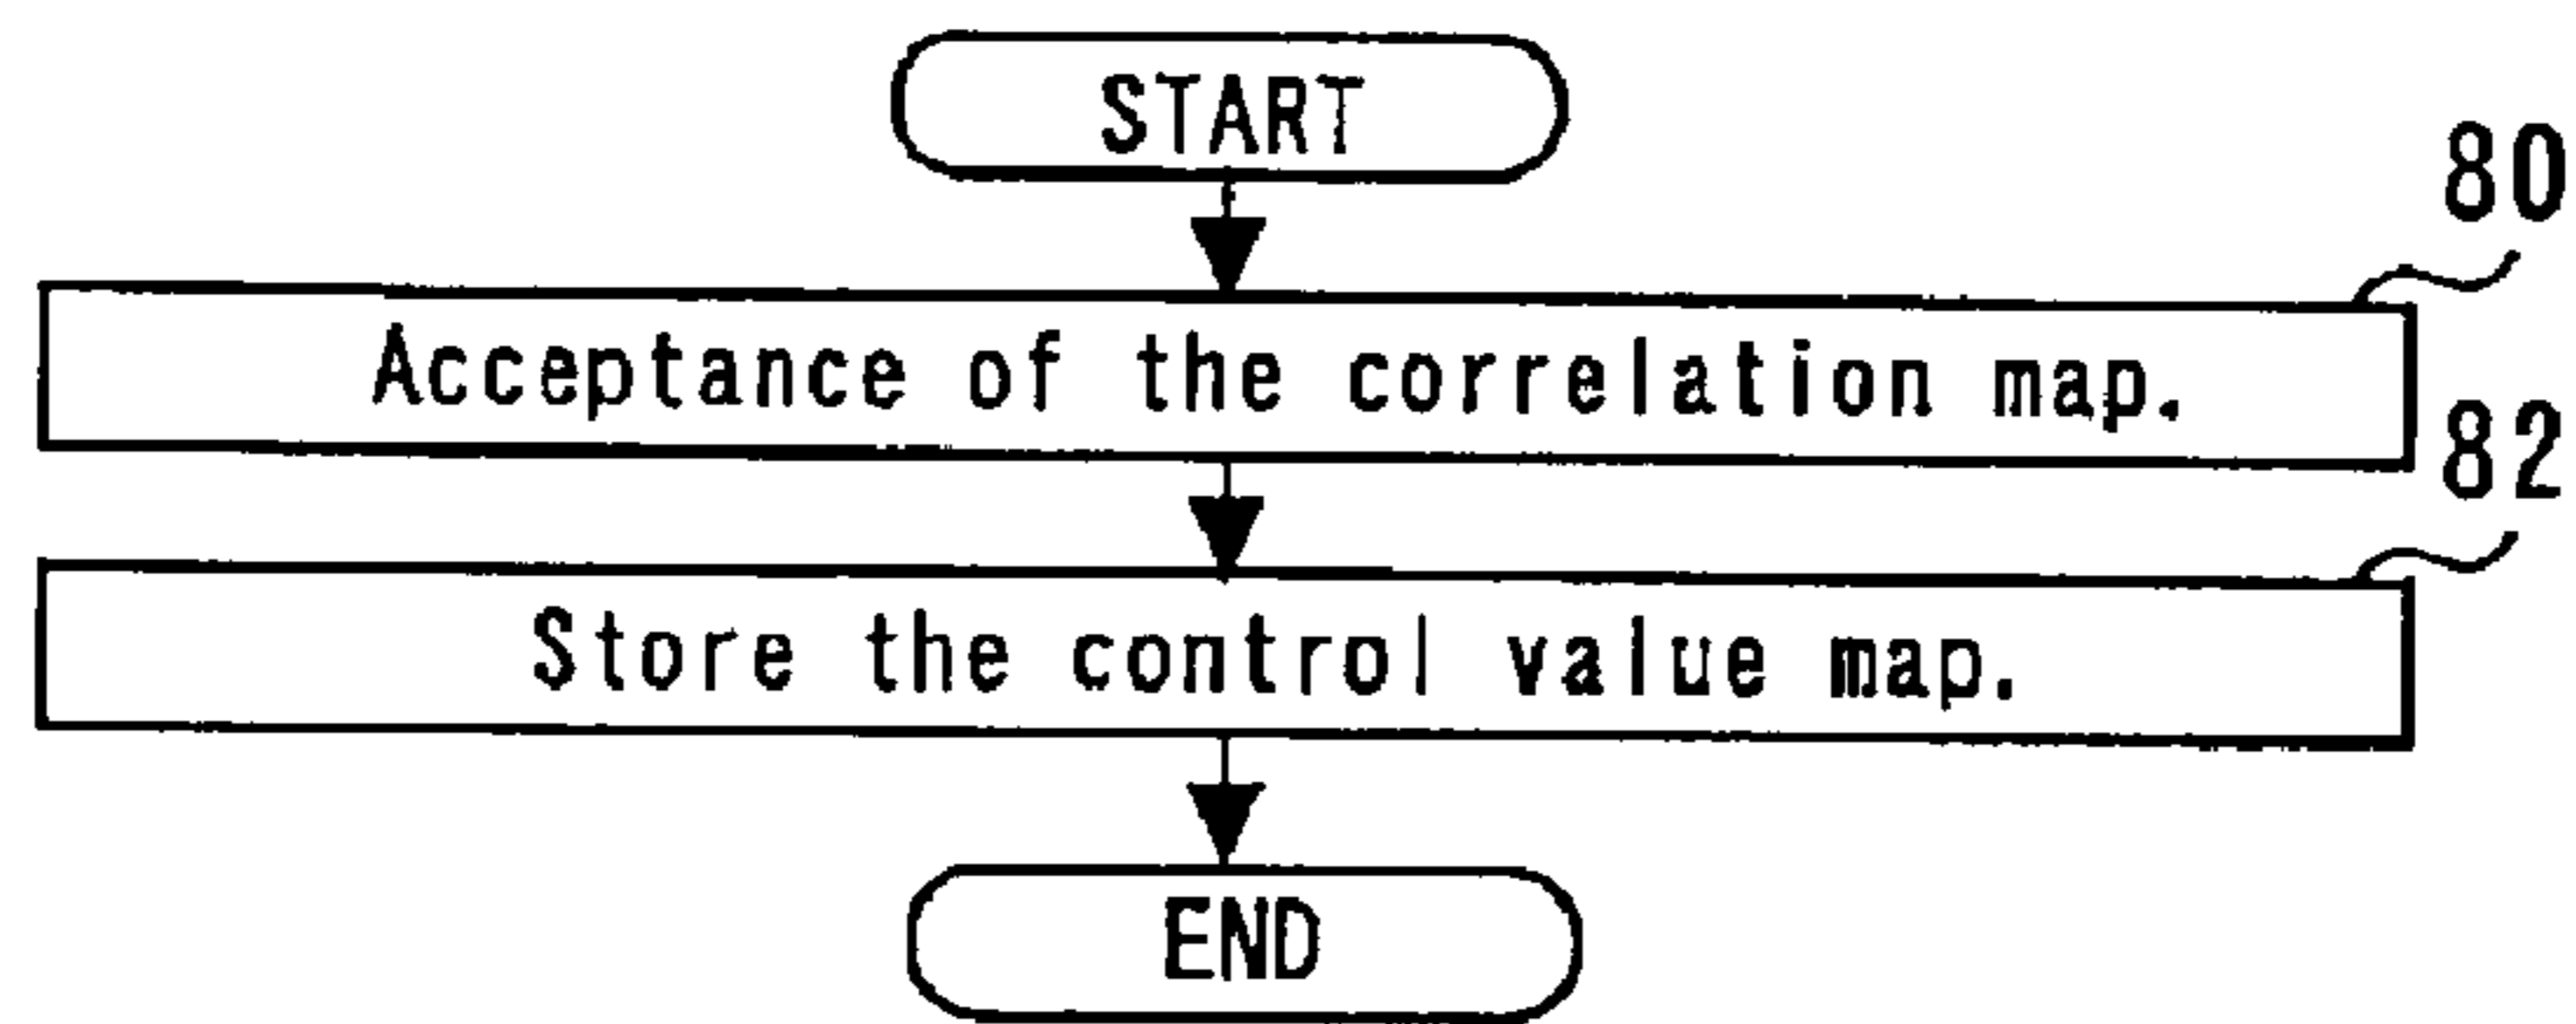 START
80
Acceptance of the correlation map.
82
Store the control value map.
END